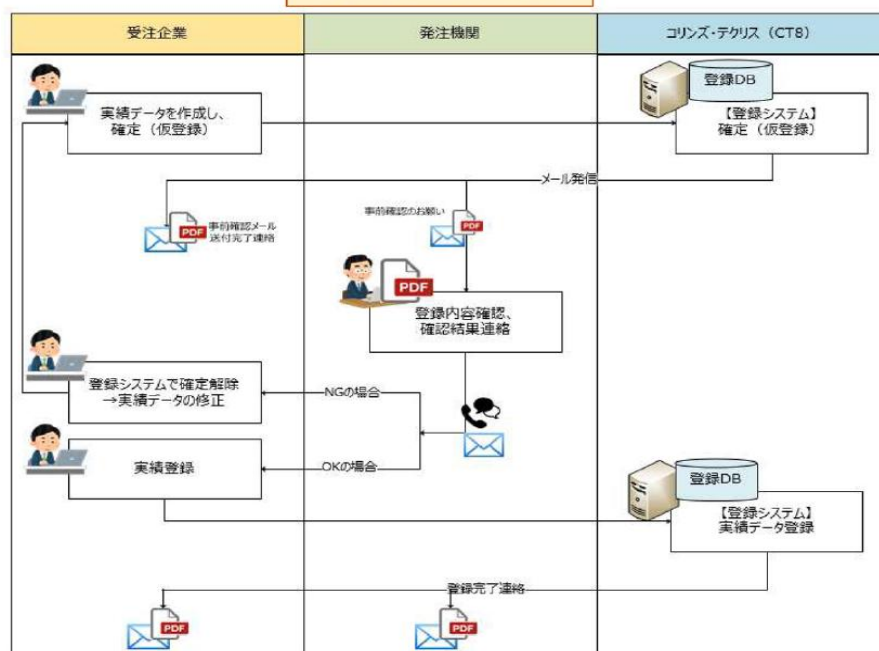 受注企業
発注機関
コリンズ・テクリス（CT8）
登録DB
実績データを作成し、
確定（仮登録）
【登録システム】
確定（仮登録）
メール発信
PDF
事前確認メール
送付完了連絡
事前確認のお願い
PDF
PDF
登録内容確認、
確認結果連絡
登録システムで確定解除
→実績データの修正
NGの場合
実績登録
OKの場合
登録DB
【登録システム】
実績データ登録
登録完了連絡
PDF
PDF